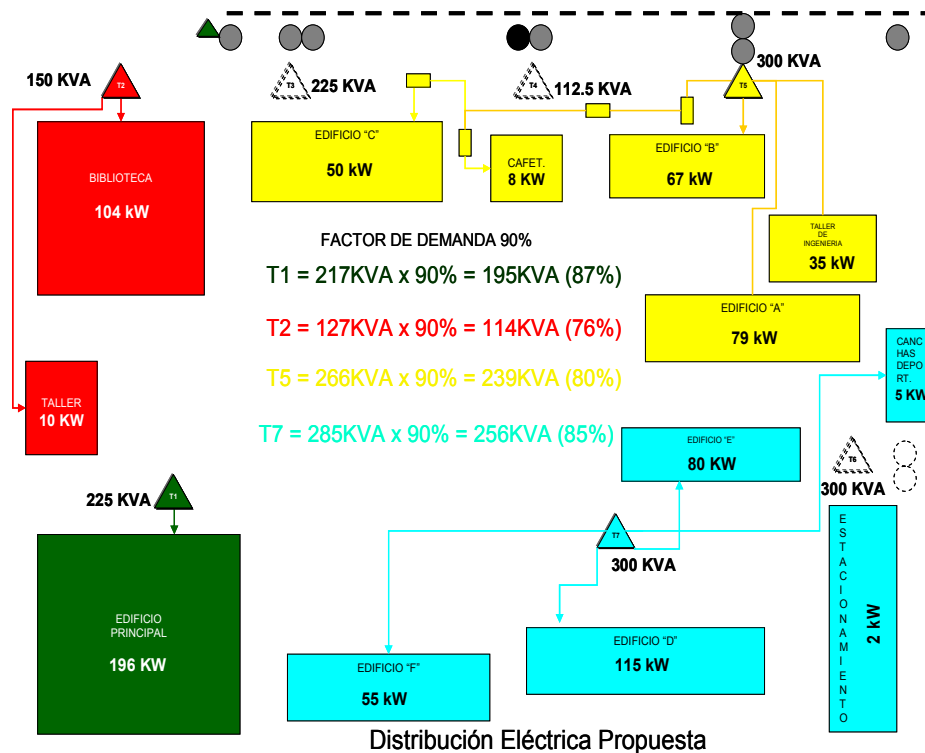 150 KVA
T2
T3
225 KVA
T4
112.5 KVA
300 KVA
T5
BIBLIOTECA
104 kW
EDIFICIO "C"
50 kW
CAFET.
8 KW
EDIFICIO "B"
67 kW
TALLER
DE
INGENIERIA
35 kW
FACTOR DE DEMANDA 90%
T1 = 217KVA x 90% = 195KVA (87%)
T2 = 127KVA x 90% = 114KVA (76%)
T5 = 266KVA x 90% = 239KVA (80%)
T7 = 285KVA x 90% = 256KVA (85%)
EDIFICIO "A"
79 kW
CANC
HAS
DEPO
RT.
5 KW
TALLER
10 KW
EDIFICIO "E"
80 KW
T6
300 KVA
225 KVA
T1
T7
300 KVA
ESTACIONAMIENTO
2 kW
EDIFICIO
PRINCIPAL
196 KW
EDIFICIO "F"
55 kW
EDIFICIO "D"
115 kW
Distribución Eléctrica Propuesta